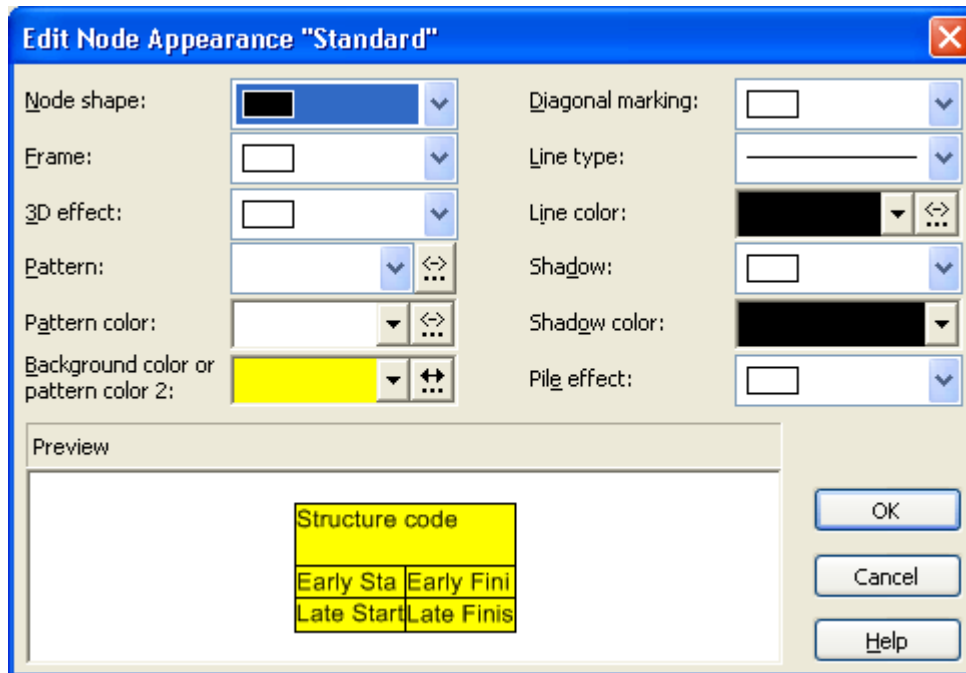 Edit Node Appearance "Standard"
Node shape:
Diagonal marking:
Frame:
Line type:
3D effect:
Line color:
Pattern:
Shadow:
Pattern color:
Shadow color:
Background color or
pattern color 2:
Pile effect:
Preview
Structure code
Early Sta Early Fini
Late Start Late Finis
OK
Cancel
Help